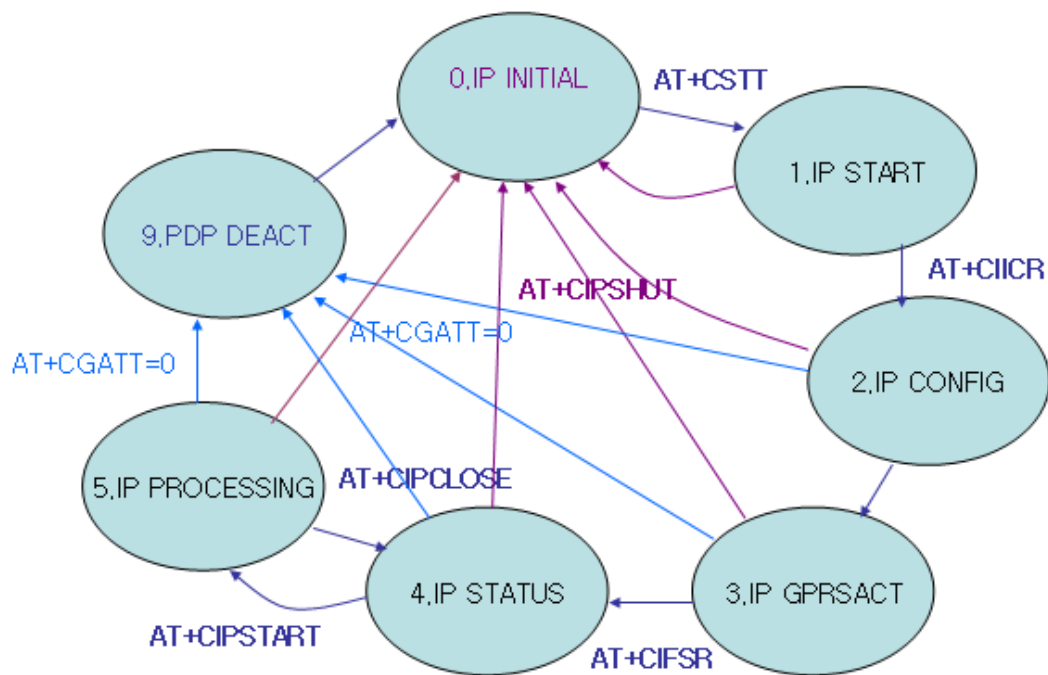 0,IP INITIAL
AT+CSTT
1,IP START
9,PDP DEACT
AT+CIICR
AT+CIPSHUT
AT+CGATT=0
AT+CGATT=0
2,IP CONFIG
5,IP PROCESSING
AT+CIPCLOSE
4,IP STATUS
3,IP GPRSACT
AT+CIPSTART
AT+CIFSR